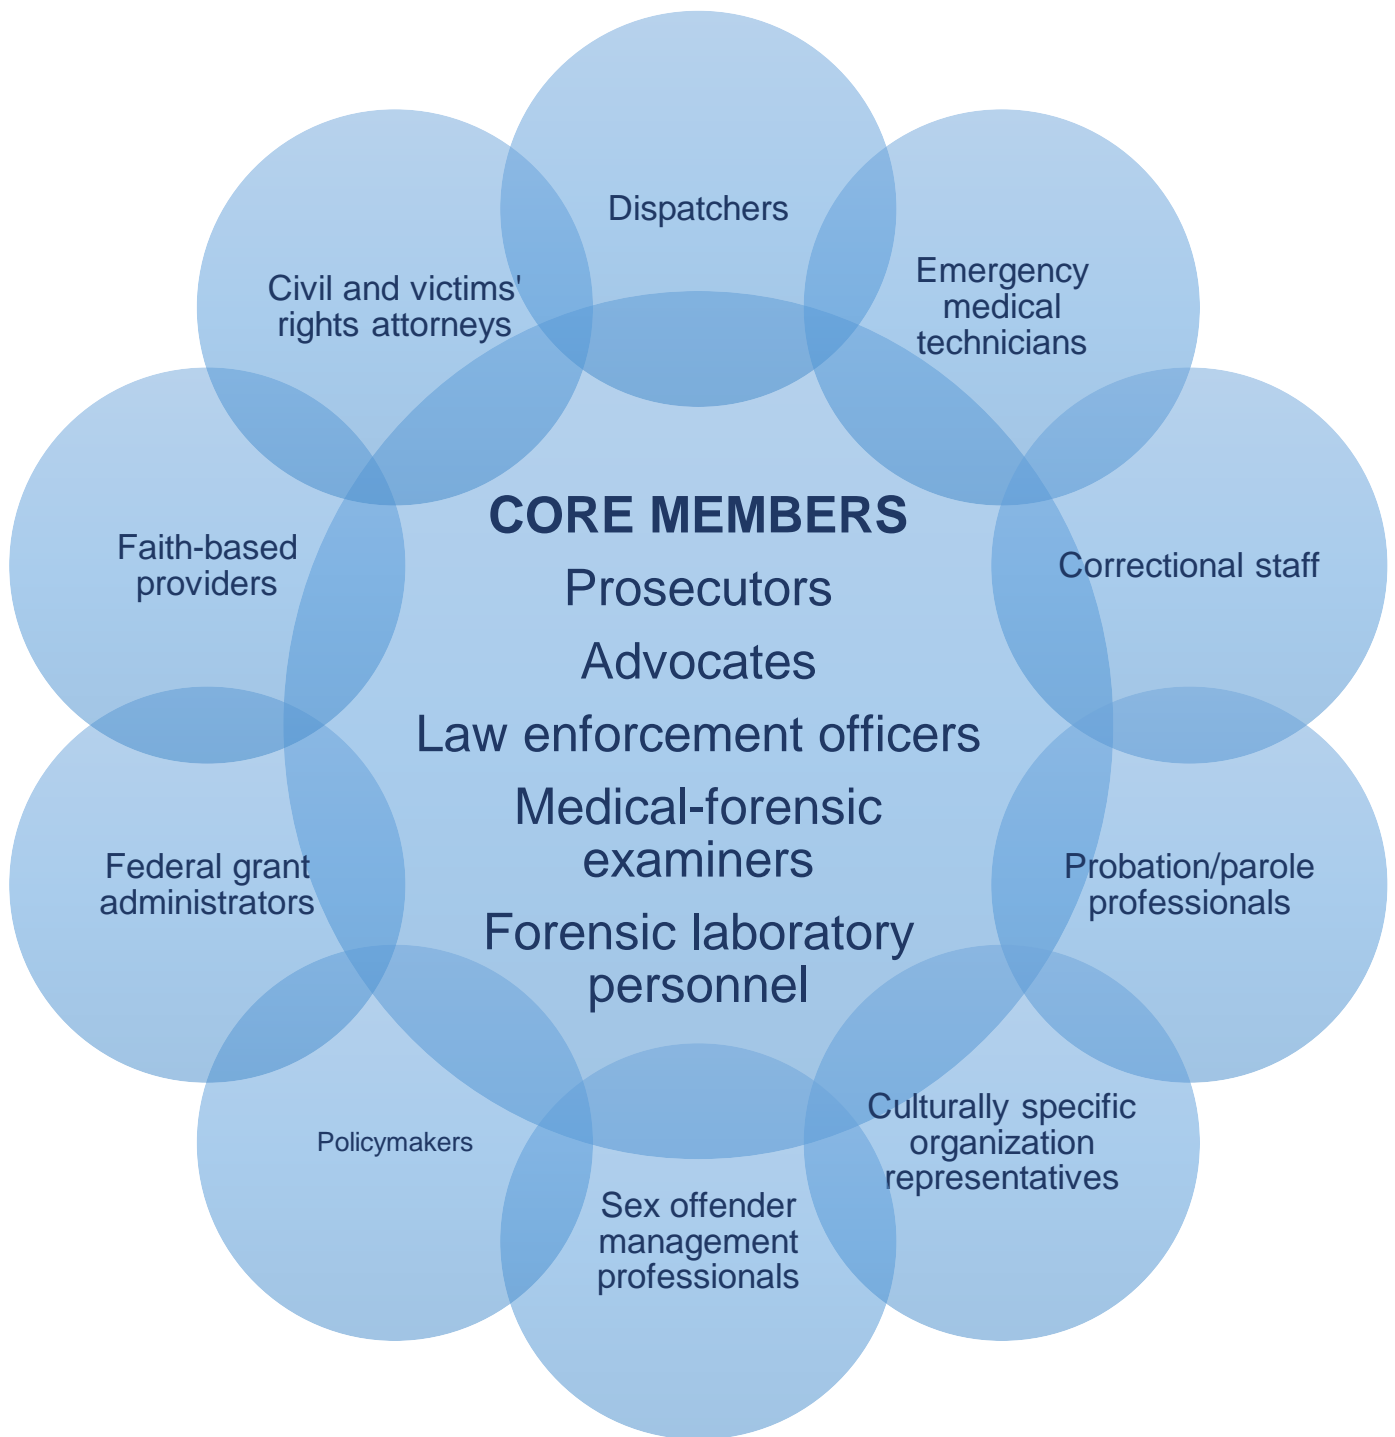 Dispatchers
Emergency
medical
technicians
Civil and victims'
rights attorneys
CORE MEMBERS
Prosecutors
Advocates
Law enforcement officers
Medical-forensic
examiners
Forensic laboratory
personnel
Faith-based
providers
Correctional staff
Federal grant
administrators
Probation/parole
professionals
Policymakers
Culturally specific
organization
representatives
Sex offender
management
professionals